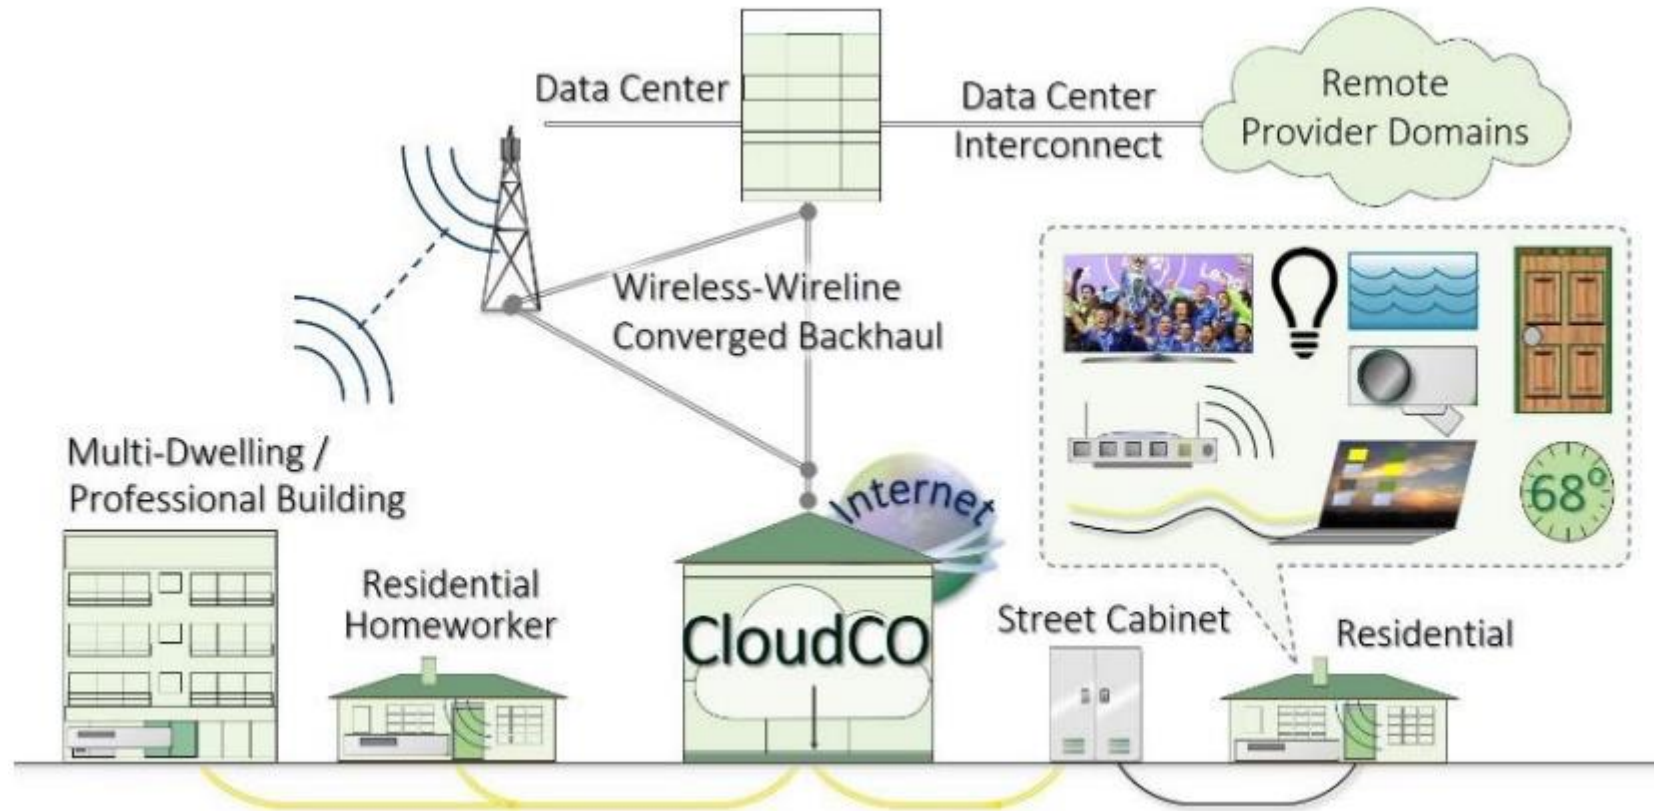 Data Center
Data Center
Interconnect
Remote
Provider Domains
Wireless-Wireline
Converged Backhaul
Multi-Dwelling /
Professional Building
Residential
Homeworker
Internet
CloudCO
Street Cabinet
Residential
68°